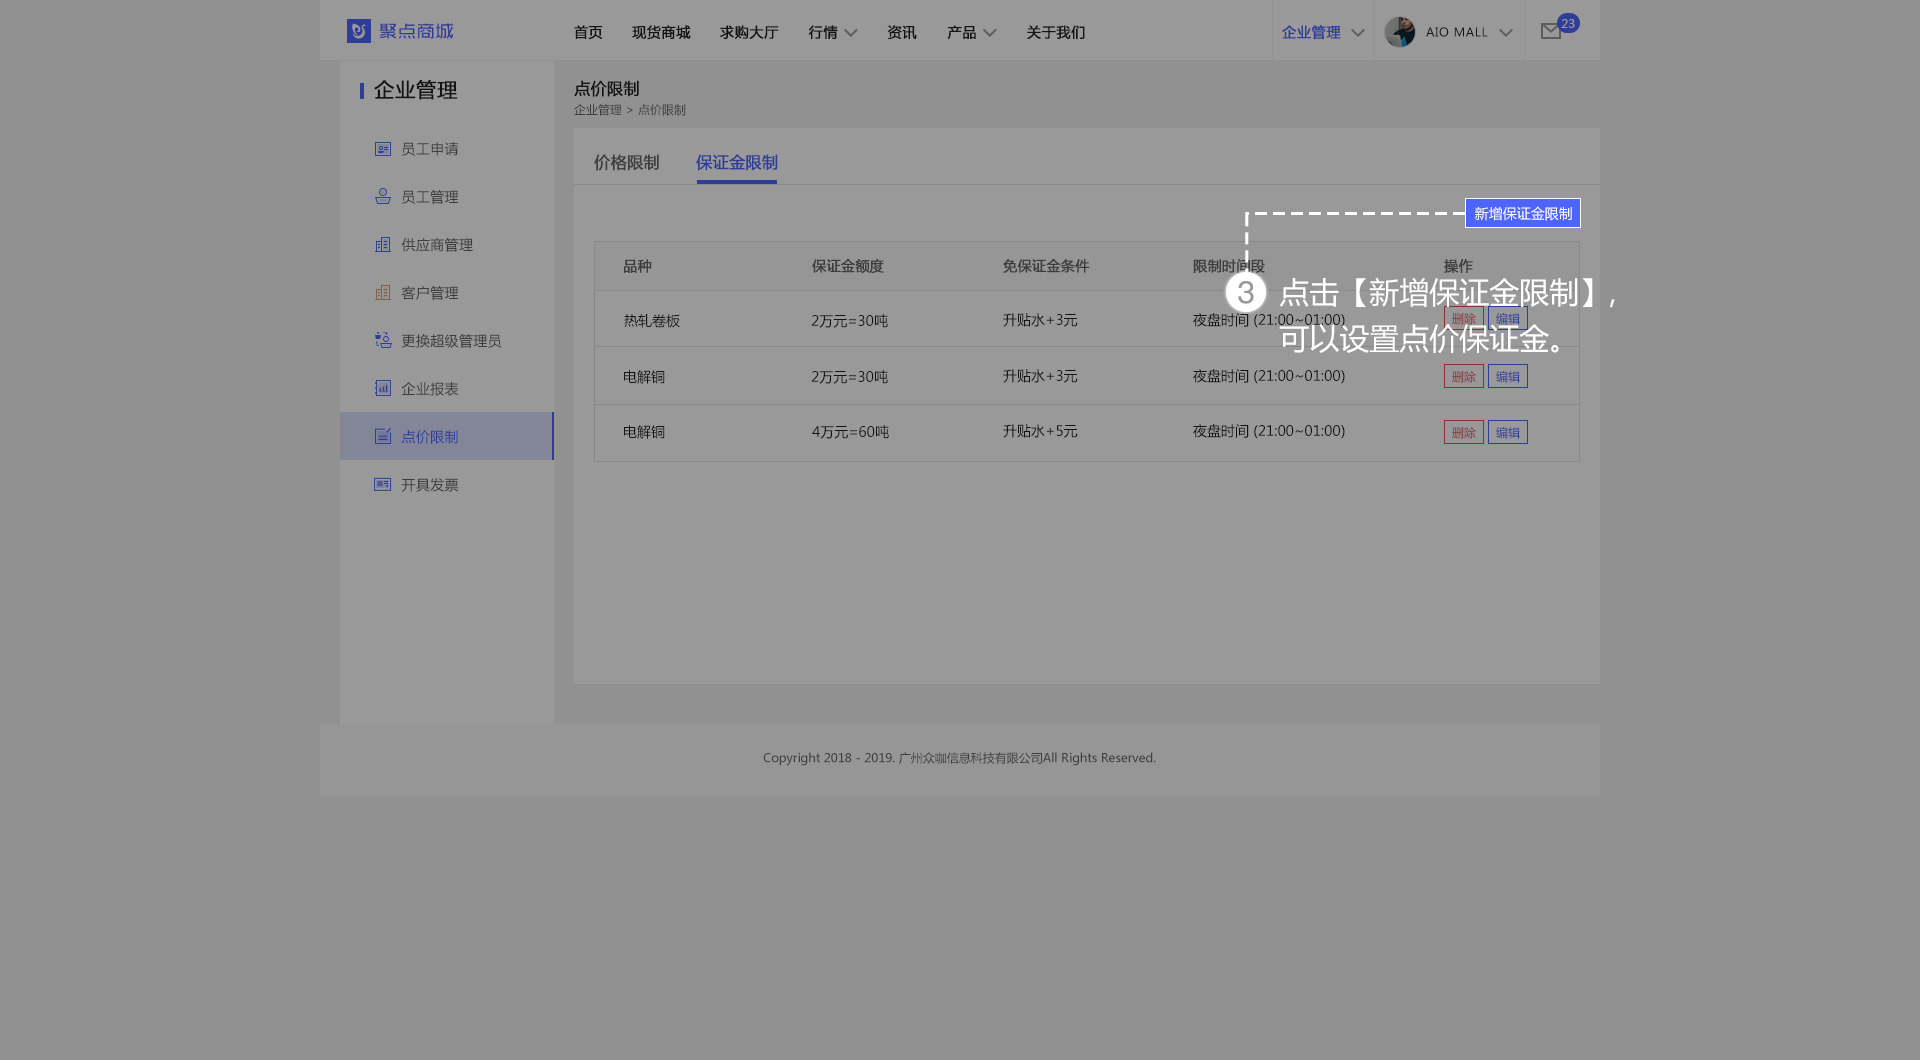 聚点商城
首页 现货商城 求购大厅 行情 资讯 产品 关于我们 企业管理 AIO MALL 23
企业管理
员工申请
员工管理
供应商管理
客户管理
更换超级管理员
企业报表
点价限制
开具发票
点价限制
企业管理 > 点价限制
价格限制 保证金限制
新增保证金限制
品种 保证金额度 免保证金条件 限制时间段 操作
热轧卷板 2万元=30吨 升贴水+3元 夜盘时间 (21:00~01:00) 删除 编辑
电解铜 2万元=30吨 升贴水+3元 夜盘时间 (21:00~01:00) 删除 编辑
电解铜 4万元=60吨 升贴水+5元 夜盘时间 (21:00~01:00) 删除 编辑
3 点击【新增保证金限制】,
可以设置点价保证金。
Copyright 2018 - 2019. 广州众咖信息科技有限公司All Rights Reserved.